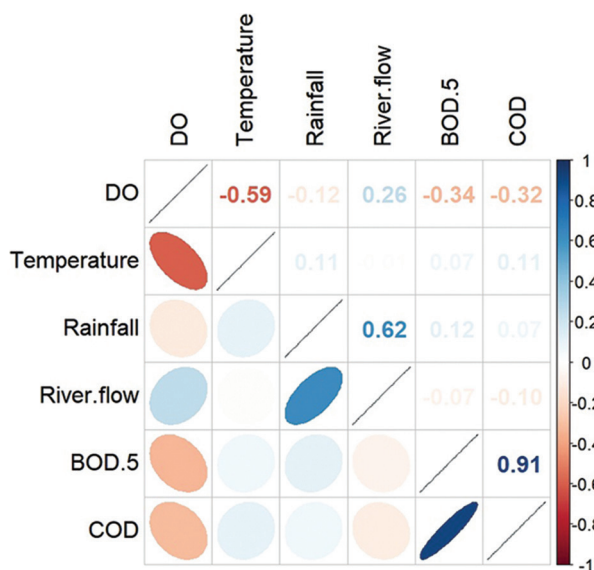 DO Temperature Rainfall River.flow BOD.5 COD
DO -0.59 -0.12 0.26 -0.34 -0.32
Temperature 0.11 0.07 0.11
Rainfall 0.62 0.12 0.07
River.flow -0.07 -0.10
BOD.5 0.91
COD
1
0.8
0.6
0.4
0.2
0
-0.2
-0.4
-0.6
-0.8
-1